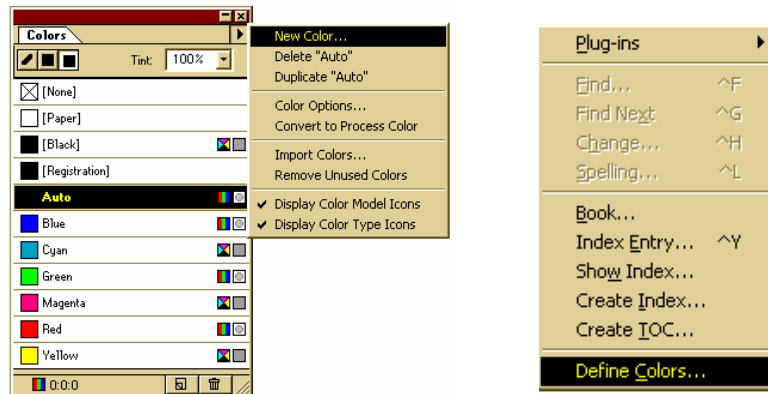 Colors
Tint: 100%
[None]
[Paper]
[Black]
[Registration]
Auto
Blue
Cyan
Green
Magenta
Red
Yellow
0:0:0
New Color...
Delete "Auto"
Duplicate "Auto"
Color Options...
Convert to Process Color
Import Colors...
Remove Unused Colors
Display Color Model Icons
Display Color Type Icons
Plug-ins
Find... ^F
Find Next ^G
Change... ^H
Spelling... ^L
Book...
Index Entry... ^Y
Show Index...
Create Index...
Create TOC...
Define Colors...